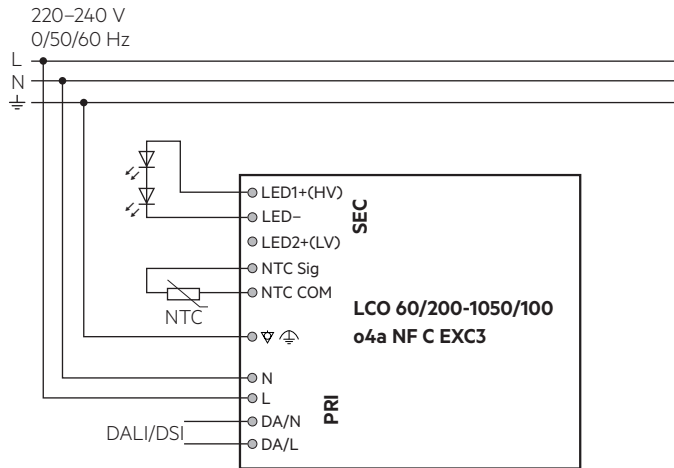 220–240 V
0/50/60 Hz
L
N
LED1+(HV)
LED–
LED2+(LV)
SEC
NTC Sig
NTC COM
NTC
LCO 60/200-1050/100
o4a NF C EXC3
N
L
PRI
DA/N
DALI/DSI
DA/L